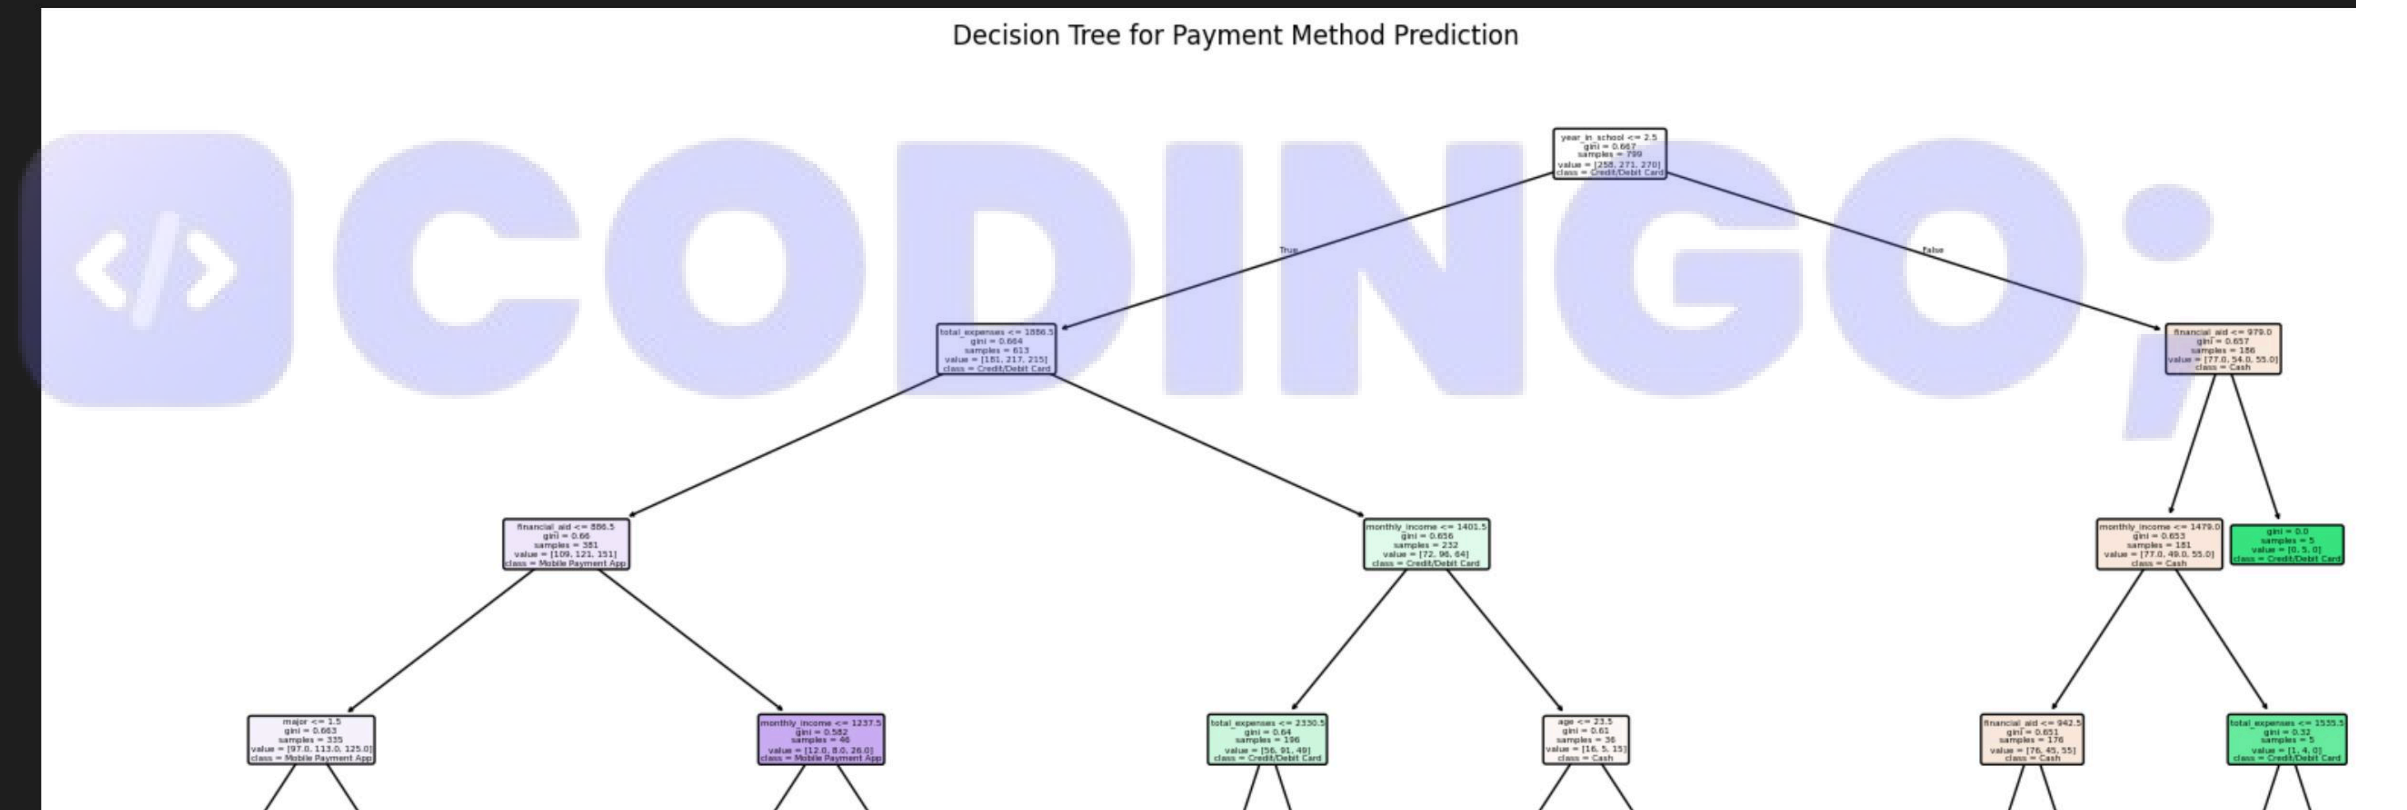 Decision Tree for Payment Method Prediction
</>CODINGO;
year_in_school <= 2.5
gini = 0.667
samples = 799
value = [258, 271, 270]
class = Credit/Debit Card
True
False
total_expenses <= 1886.5
gini = 0.664
samples = 613
value = [181, 217, 215]
class = Credit/Debit Card
financial_aid <= 979.0
gini = 0.657
samples = 186
value = [77.0, 54.0, 55.0]
class = Cash
financial_aid <= 886.5
gini = 0.66
samples = 381
value = [109, 121, 151]
class = Mobile Payment App
monthly_income <= 1401.5
gini = 0.656
samples = 232
value = [72, 96, 64]
class = Credit/Debit Card
monthly_income <= 1479.0
gini = 0.653
samples = 181
value = [77.0, 49.0, 55.0]
class = Cash
gini = 0.0
samples = 5
value = [0, 5, 0]
class = Credit/Debit Card
major <= 1.5
gini = 0.663
samples = 335
value = [97.0, 113.0, 125.0]
class = Mobile Payment App
monthly_income <= 1237.5
gini = 0.582
samples = 46
value = [12.0, 8.0, 26.0]
class = Mobile Payment App
total_expenses <= 2330.5
gini = 0.64
samples = 196
value = [56, 91, 49]
class = Credit/Debit Card
age <= 23.5
gini = 0.61
samples = 36
value = [16, 5, 15]
class = Cash
financial_aid <= 942.5
gini = 0.651
samples = 176
value = [76, 45, 55]
class = Cash
total_expenses <= 1535.5
gini = 0.32
samples = 5
value = [1, 4, 0]
class = Credit/Debit Card